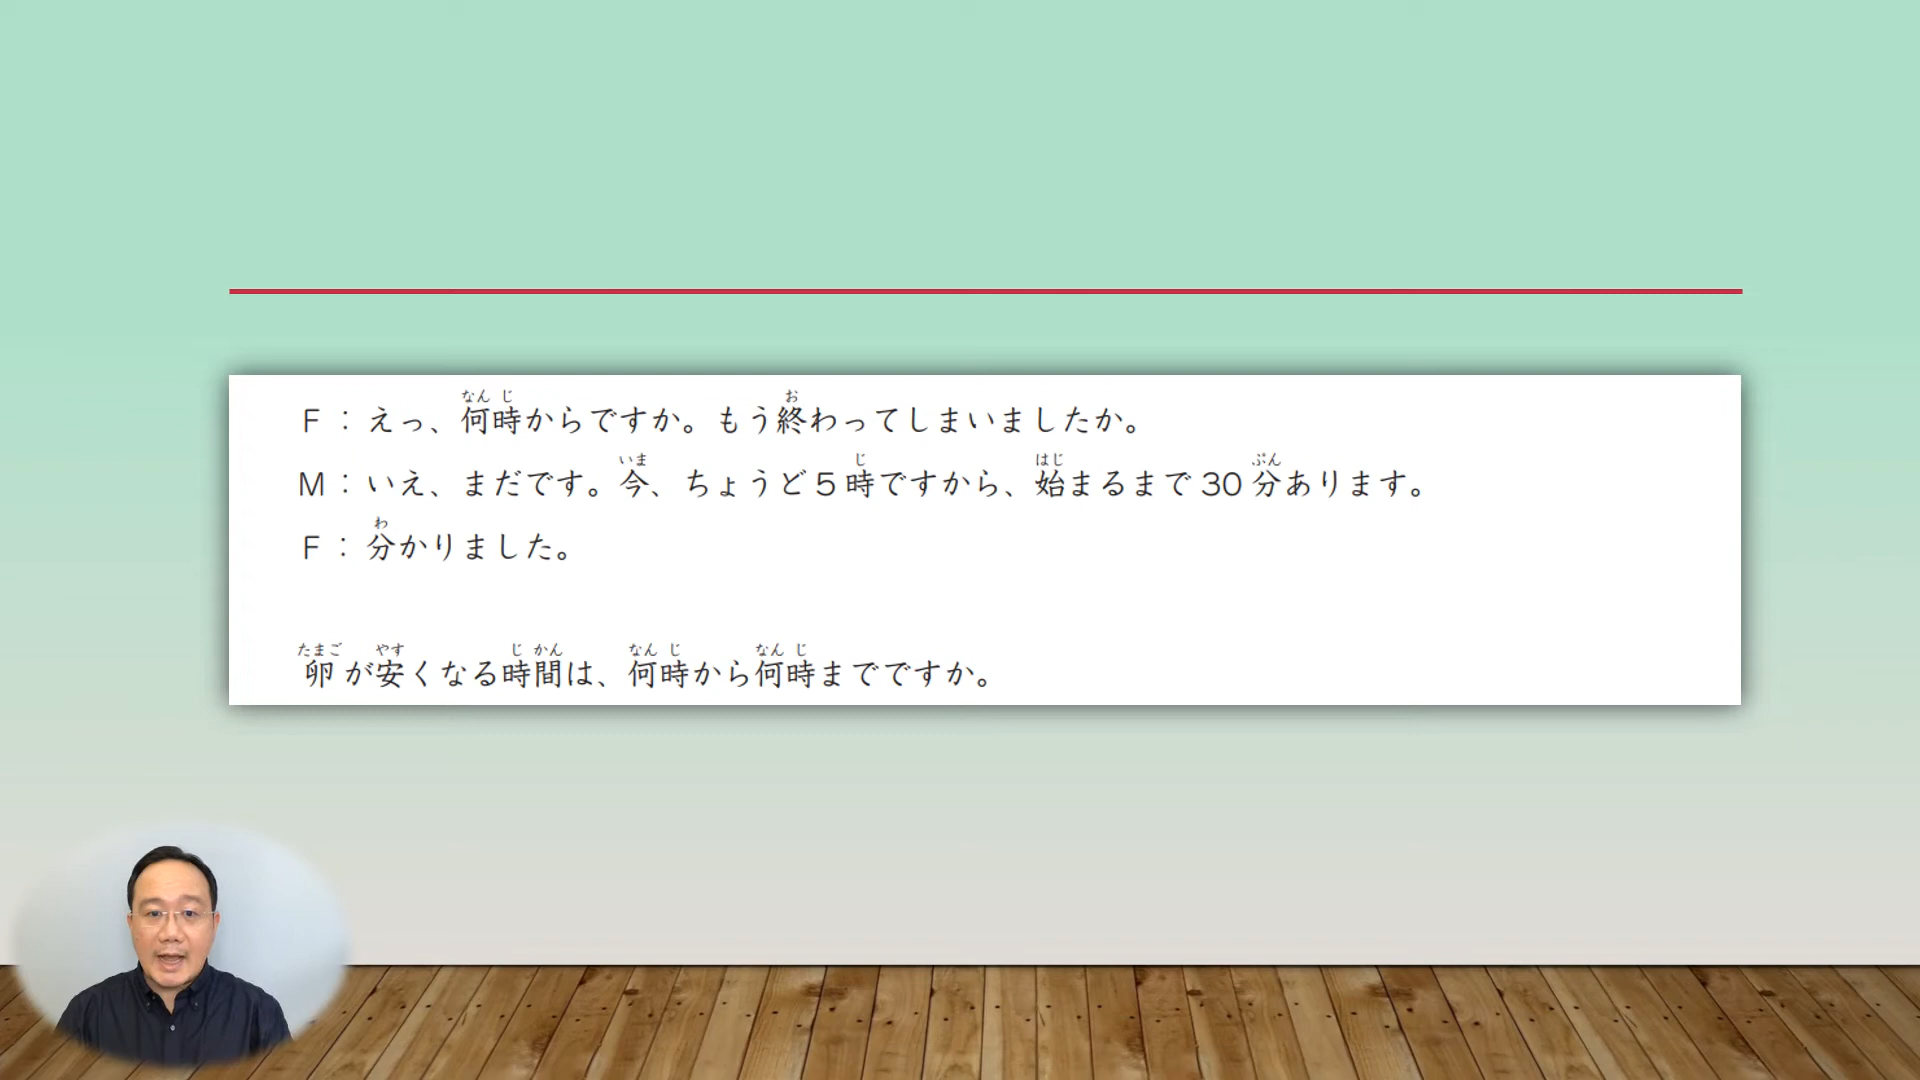 F：えっ、何時からですか。もう終わってしまいましたか。
M：いえ、まだです。今、ちょうど5時ですから、始まるまで30分あります。
F：分かりました。
卵が安くなる時間は、何時から何時までですか。